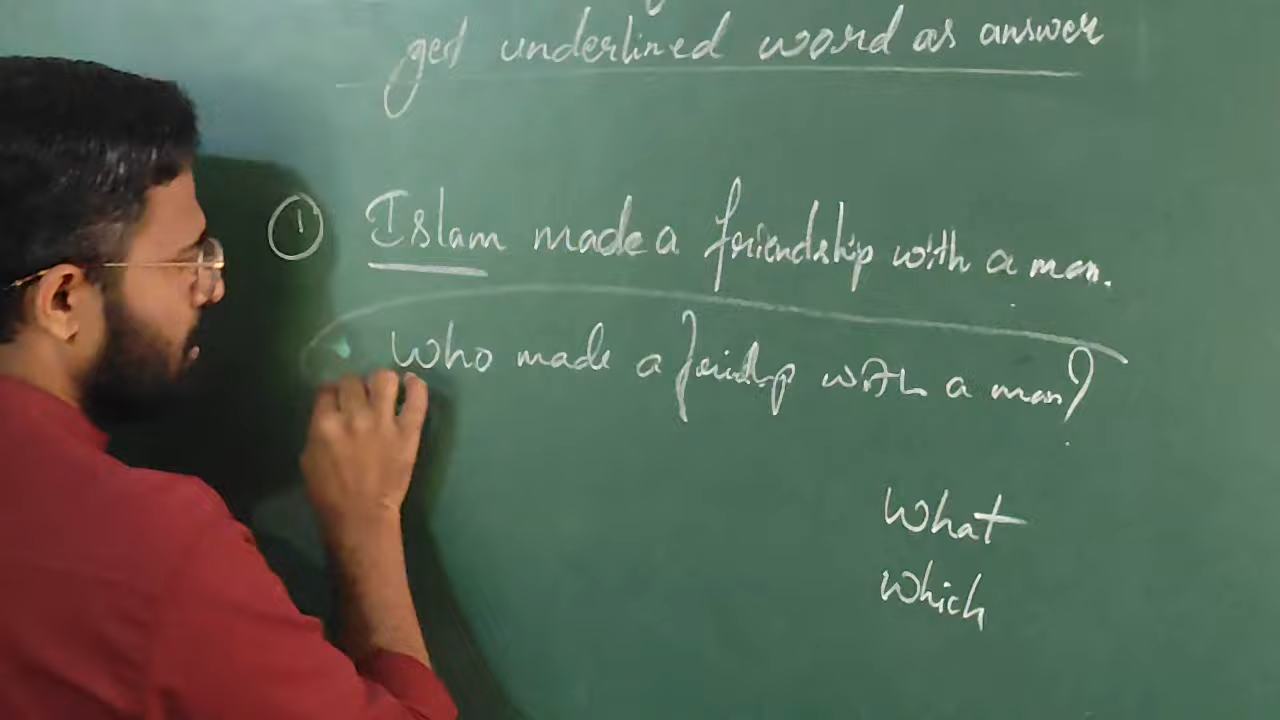 get underlined word as answer
① Islam made a friendship with a man.
Who made a friendship with a man?
What
Which